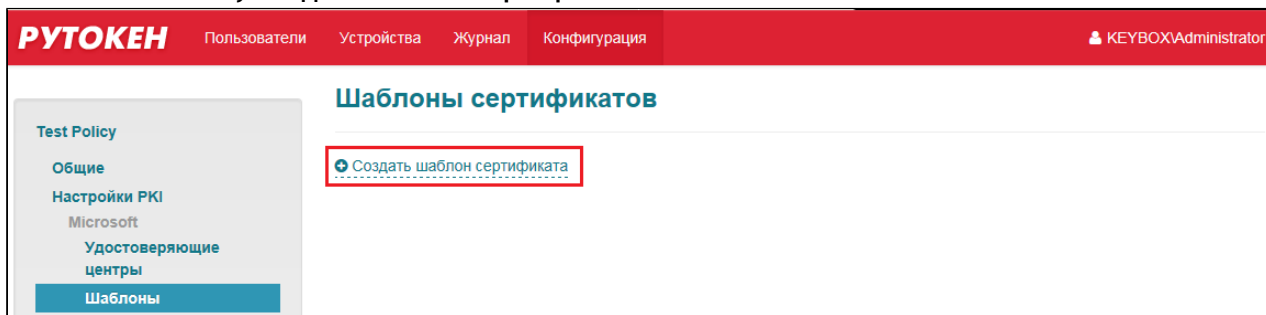 РУТОКЕН Пользователи Устройства Журнал Конфигурация KEYBOX\Administrator
Шаблоны сертификатов
Test Policy
Создать шаблон сертификата
Общие
Настройки PKI
Microsoft
Удостоверяющие
центры
Шаблоны